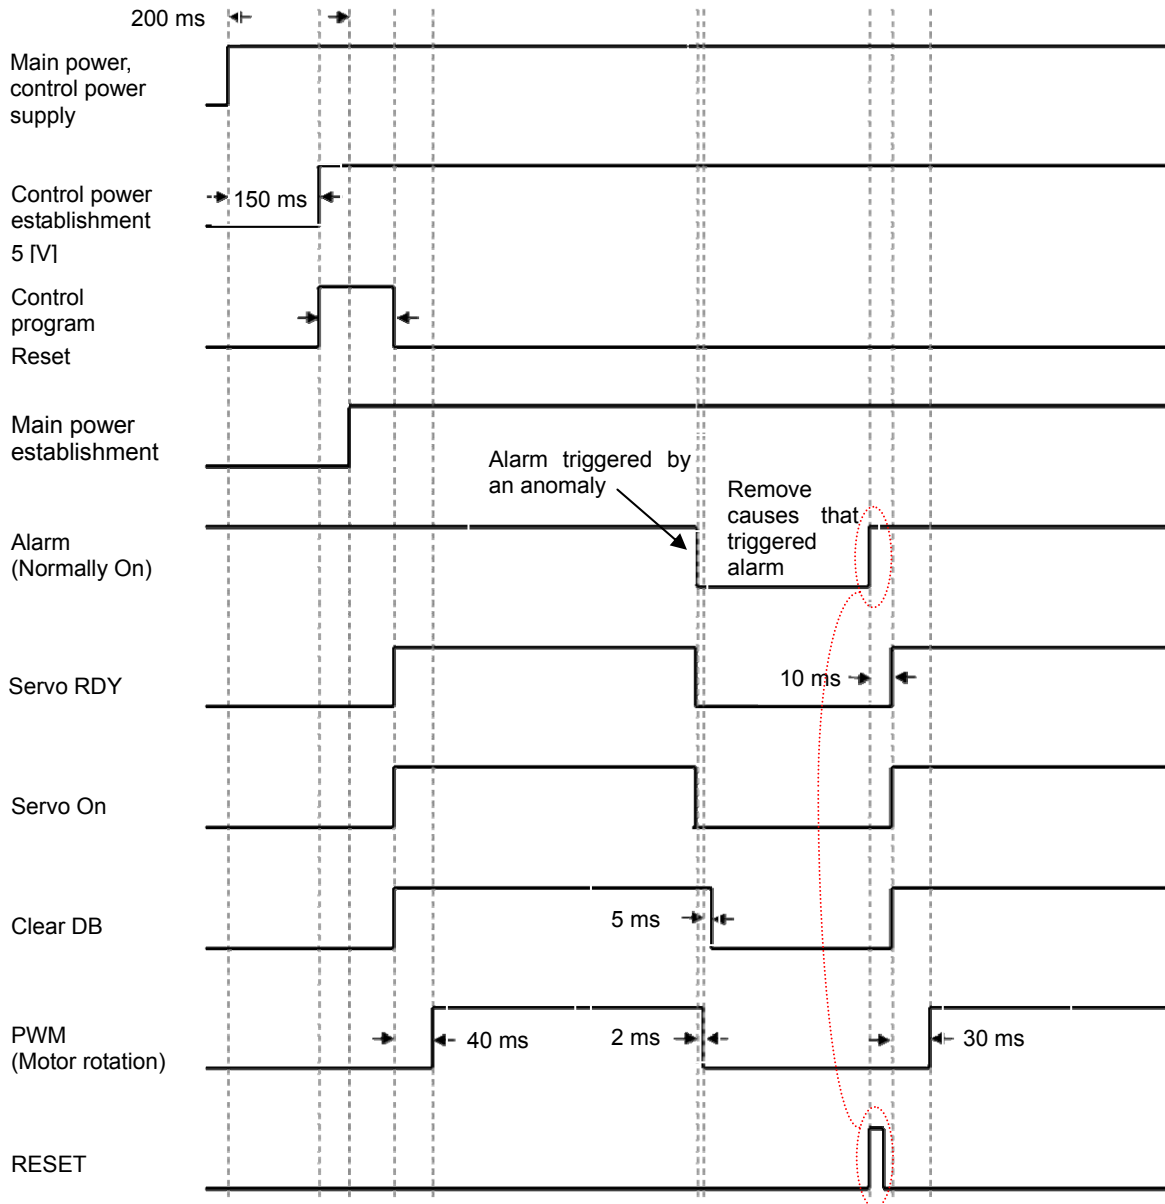 200 ms
Main power,
control power
supply
Control power
establishment
5 [V]
150 ms
Control
program
Reset
Main power
establishment
Alarm triggered by
an anomaly
Remove
causes that
triggered
alarm
Alarm
(Normally On)
Servo RDY
10 ms
Servo On
Clear DB
5 ms
PWM
(Motor rotation)
40 ms
2 ms
30 ms
RESET